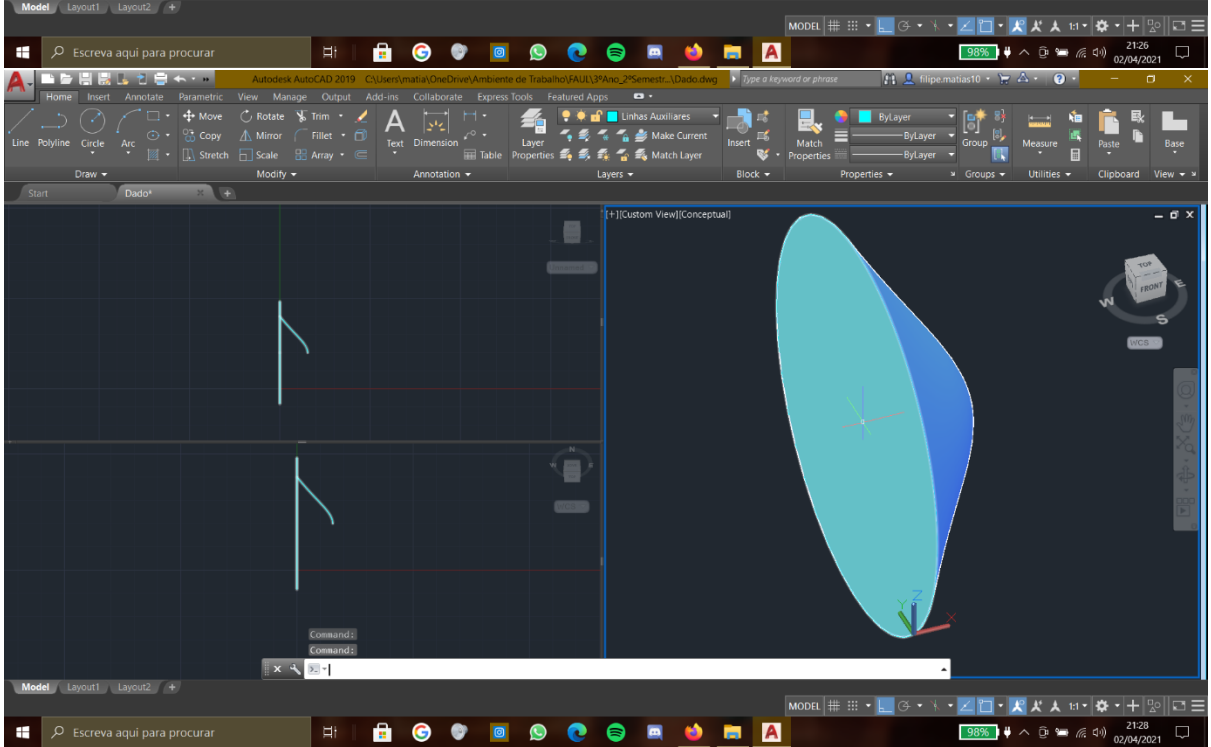 Model Layout1 Layout2 +
MODEL 1:1
Escreva aqui para procurar 98% 21:26
02/04/2021
Autodesk AutoCAD 2019 C:\Users\matia\OneDrive\Ambiente de Trabalho\FAUL\3ºAno_2ºSemestr...\Dado.dwg Type a keyword or phrase filipe.matias10
Home Insert Annotate Parametric View Manage Output Add-ins Collaborate Express Tools Featured Apps
Move Rotate Trim Linhas Auxiliares ByLayer
Copy Mirror Fillet Make Current ByLayer
Line Polyline Circle Arc Stretch Scale Array Text Dimension Table Layer Properties Match Layer Insert Match Properties ByLayer Group Measure Paste Base
Draw Modify Annotation Layers Block Properties Groups Utilities Clipboard View
Start Dado* +
[+][Custom View][Conceptual]
TOP
FRONT
W S E
WCS
N
WCS
Z
Y X
Command:
Command:
Model Layout1 Layout2 +
MODEL 1:1
Escreva aqui para procurar 98% 21:28
02/04/2021